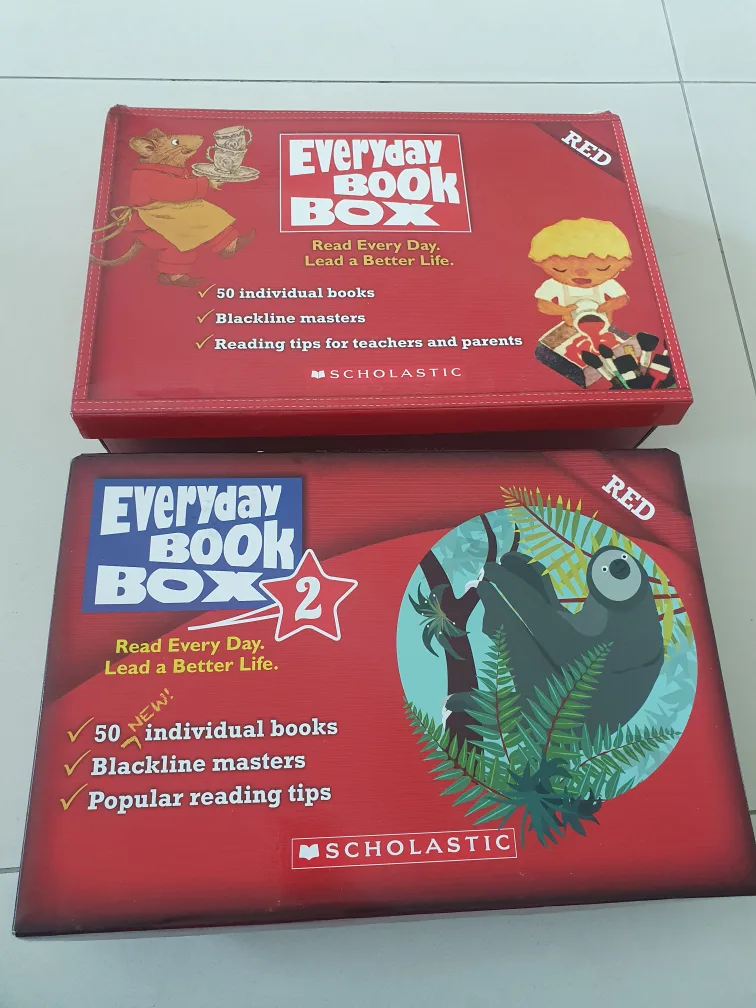 Everyday
BOOK
BOX
RED
Read Every Day.
Lead a Better Life.
✓50 individual books
✓Blackline masters
✓Reading tips for teachers and parents
SCHOLASTIC
Everyday
BOOK
BOX
2
RED
Read Every Day.
Lead a Better Life.
NEW!
✓ 50 individual books
✓ Blackline masters
✓ Popular reading tips
SCHOLASTIC